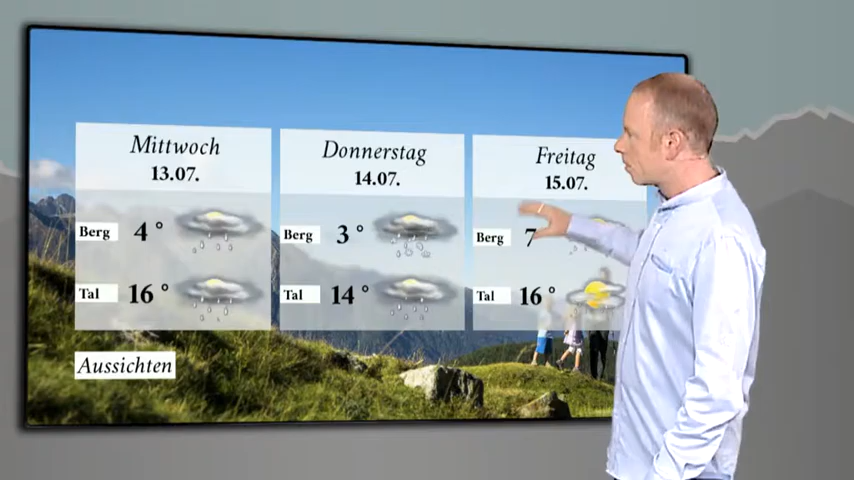 Mittwoch
13.07.
Berg 4°
Tal 16°
Donnerstag
14.07.
Berg 3°
Tal 14°
Freitag
15.07.
Berg 7
Tal 16°
Aussichten